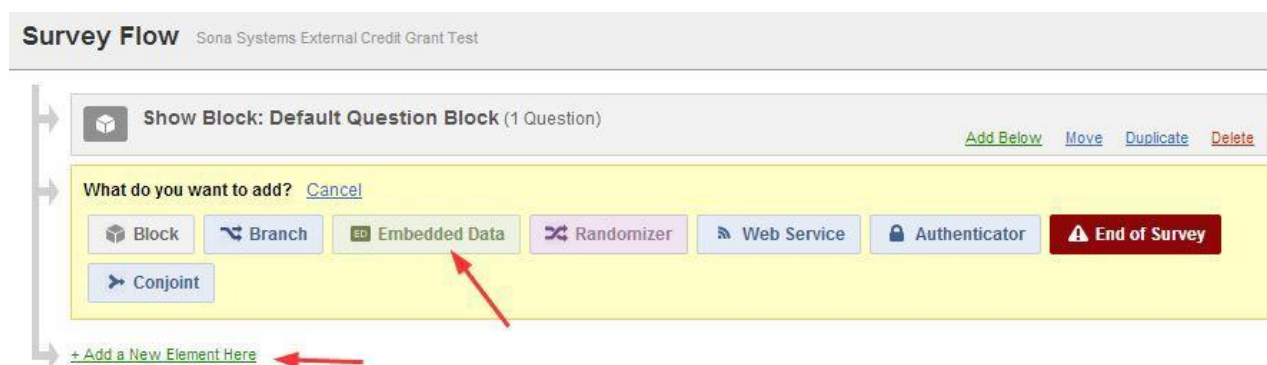 Survey Flow Sona Systems External Credit Grant Test
Show Block: Default Question Block (1 Question)
Add Below Move Duplicate Delete
What do you want to add? Cancel
Block Branch ED Embedded Data Randomizer Web Service Authenticator End of Survey
Conjoint
+ Add a New Element Here